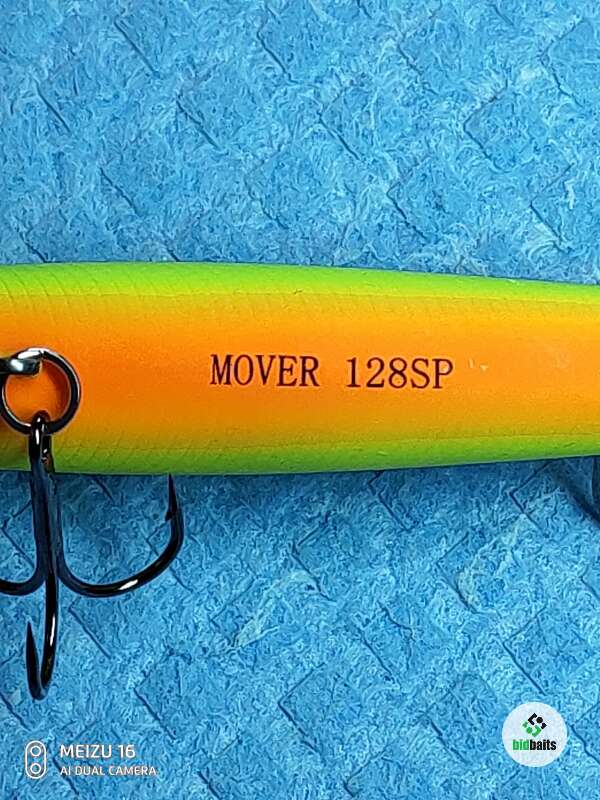 MOVER 128SP
MEIZU 16
AI DUAL CAMERA
bidbaits